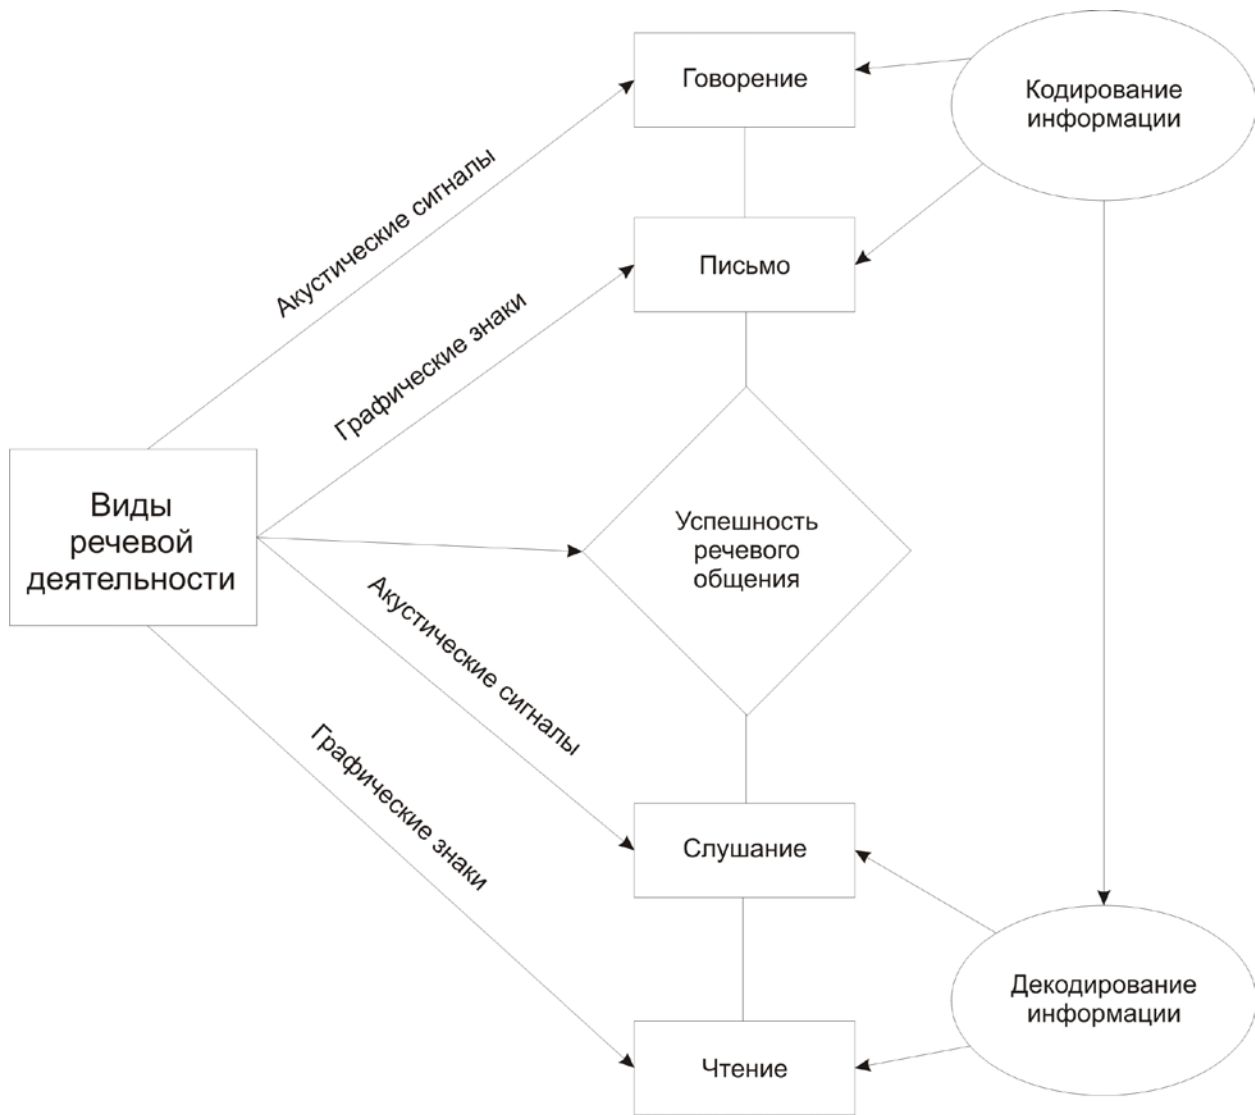 Говорение
Кодирование
информации
Акустические сигналы
Письмо
Графические знаки
Виды
речевой
деятельности
Успешность
речевого
общения
Акустические сигналы
Графические знаки
Слушание
Декодирование
информации
Чтение